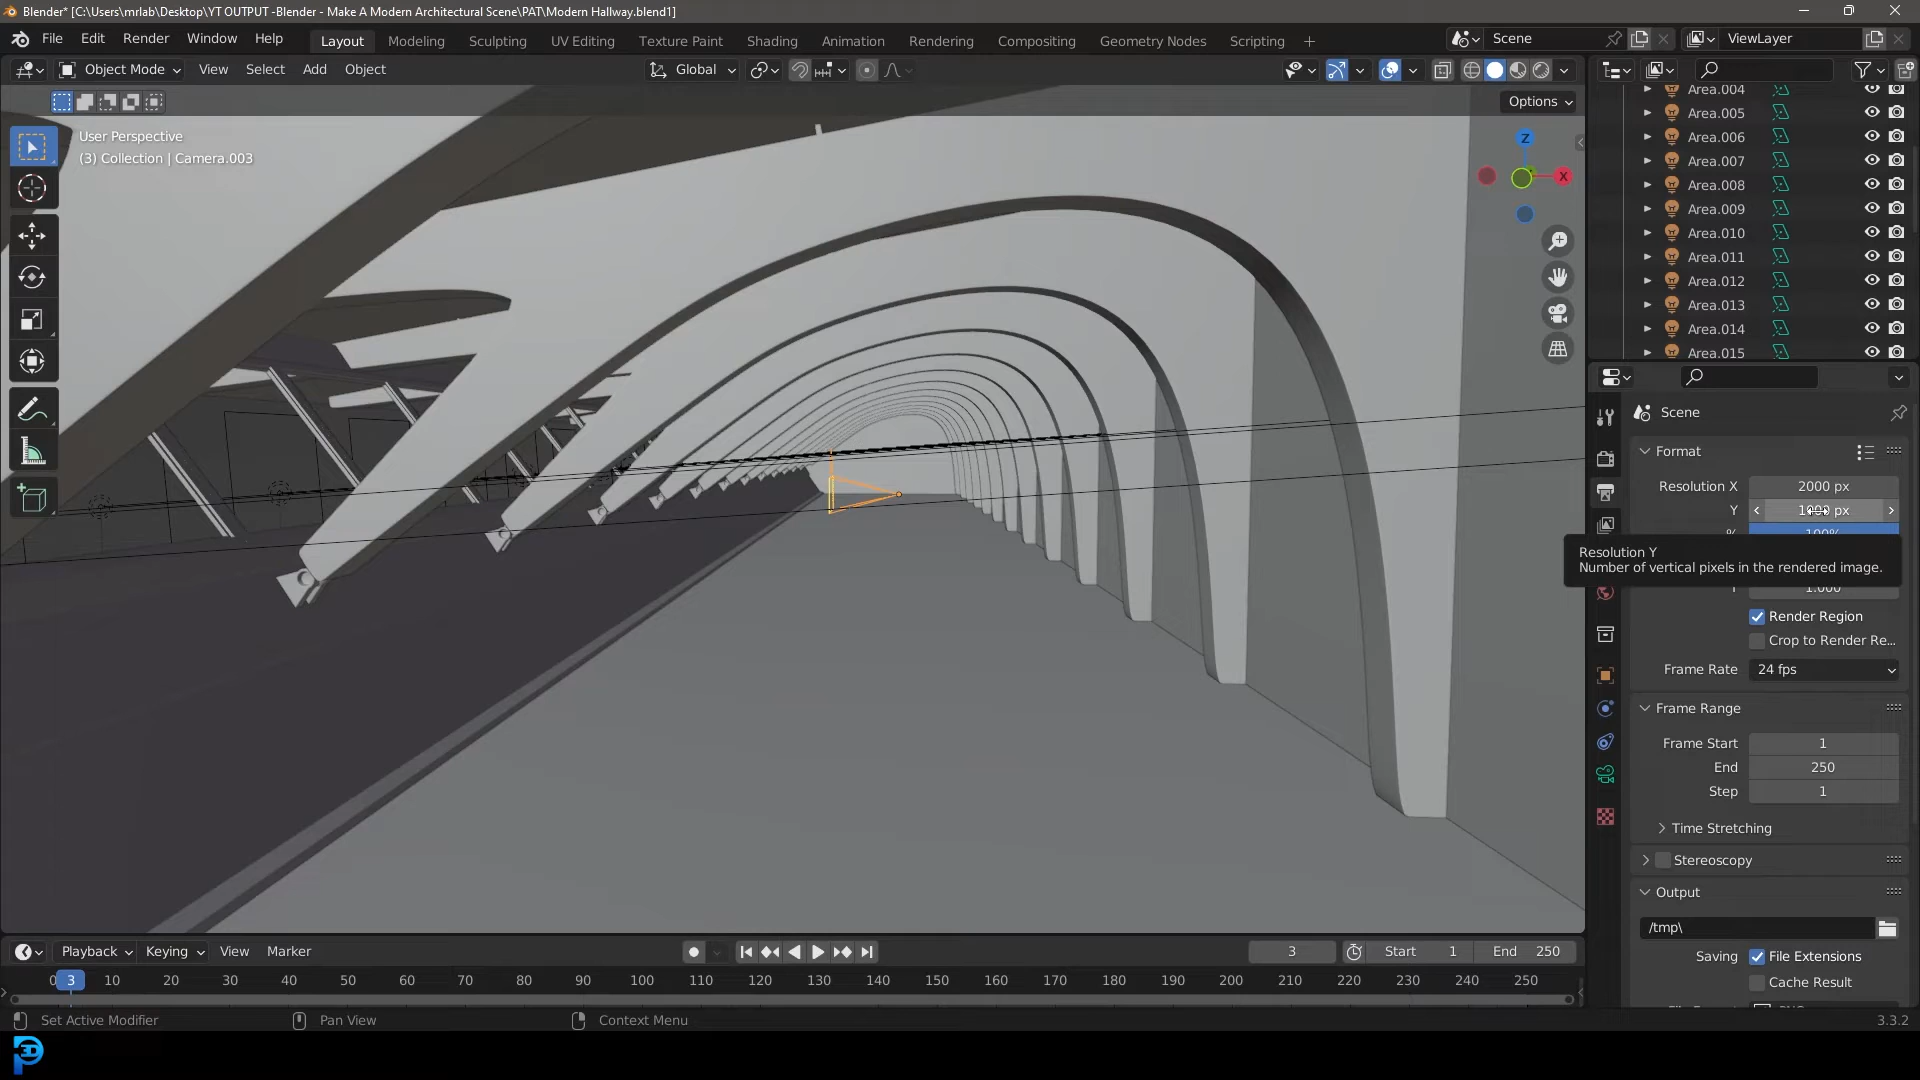 Blender* [C:\Users\mrlab\Desktop\YT OUTPUT -Blender - Make A Modern Architectural Scene\PAT\Modern Hallway.blend1]
File Edit Render Window Help Layout Modeling Sculpting UV Editing Texture Paint Shading Animation Rendering Compositing Geometry Nodes Scripting + Scene ViewLayer
Object Mode View Select Add Object Global
Options
User Perspective
(3) Collection | Camera.003
Z
X
Area.004
Area.005
Area.006
Area.007
Area.008
Area.009
Area.010
Area.011
Area.012
Area.013
Area.014
Area.015
Scene
Format
Resolution X 2000 px
Y px
% 100%
Resolution Y
Number of vertical pixels in the rendered image.
Y 1.000
Render Region
Crop to Render Re...
Frame Rate 24 fps
Frame Range
Frame Start 1
End 250
Step 1
Time Stretching
Stereoscopy
Output
/tmp\
Saving File Extensions
Cache Result
Playback Keying View Marker 3 Start 1 End 250
0 3 10 20 30 40 50 60 70 80 90 100 110 120 130 140 150 160 170 180 190 200 210 220 230 240 250
Set Active Modifier Pan View Context Menu 3.3.2